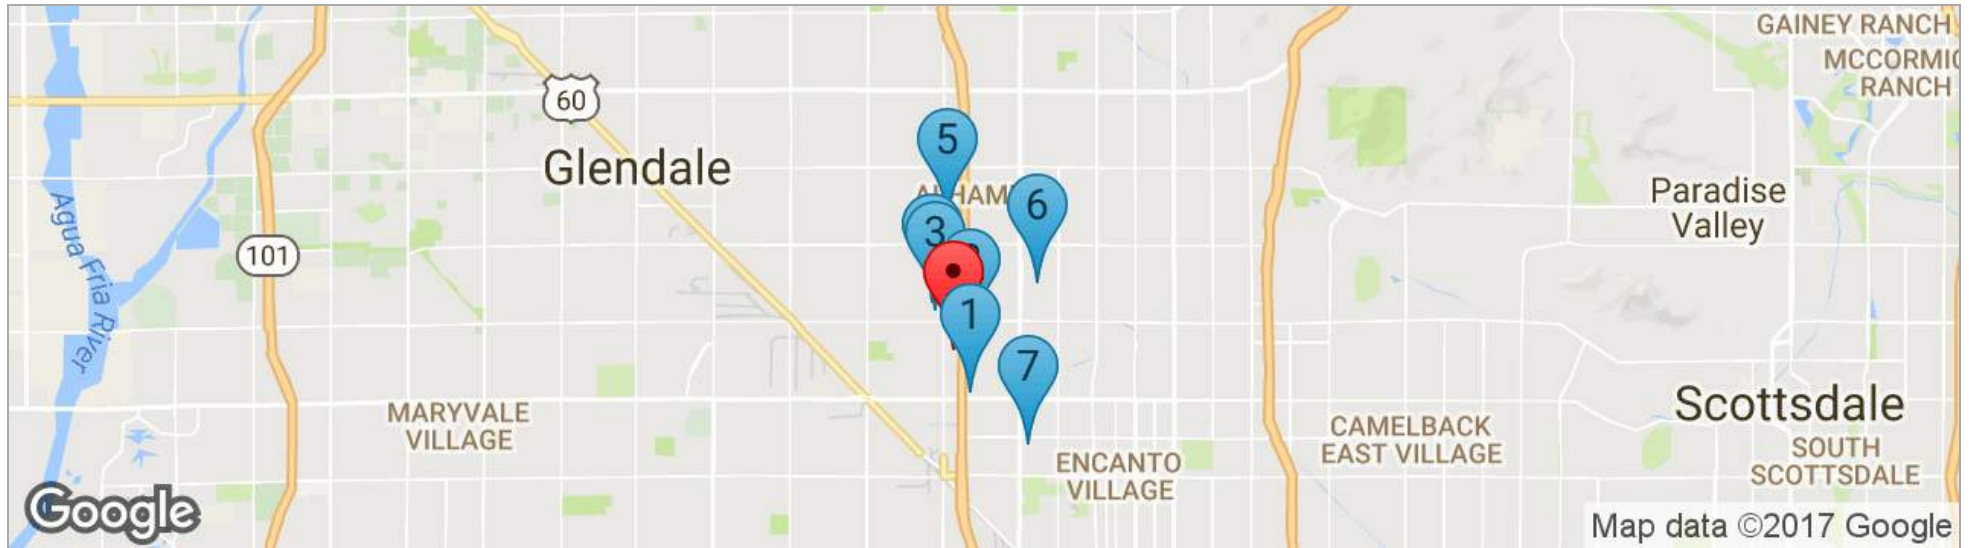 GAINEY RANCH
MCCORMIC
RANCH
60
5
Glendale
6
Paradise
Valley
3
Agua Fria River
101
1
7
Scottsdale
MARYVALE
VILLAGE
CAMELBACK
EAST VILLAGE
SOUTH
SCOTTSDALE
ENCANTO
VILLAGE
Google
Map data ©2017 Google